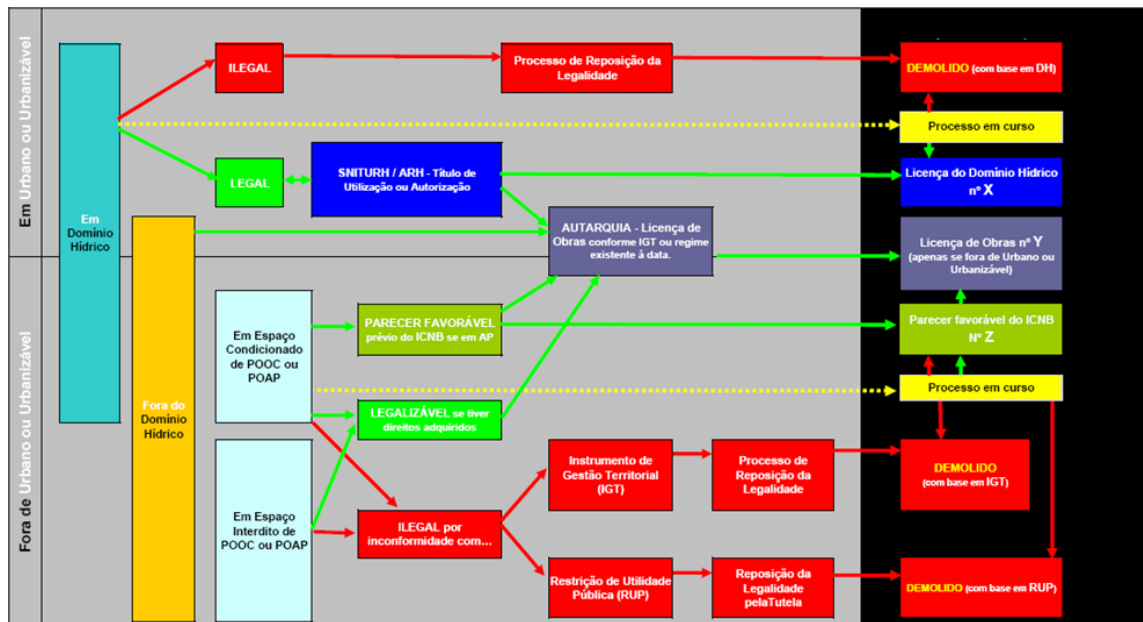 Em Urbano ou Urbanizável
Fora de Urbano ou Urbanizável
Em
Domínio
Hídrico
Fora do
Domínio
Hídrico
ILEGAL
Processo de Reposição da
Legalidade
DEMOLIDO (com base em DH)
Processo em curso
LEGAL
SNITURH / ARH - Título de
Utilização ou Autorização
Licença do Domínio Hídrico
nº X
AUTARQUIA - Licença de
Obras conforme IGT ou regime
existente à data.
Licença de Obras nº Y
(apenas se fora de Urbano ou
Urbanizável)
Em Espaço
Condicionado
de POOC ou
POAP
PARECER FAVORÁVEL
prévio do ICNB se em AP
Parecer favorável do ICNB
Nº Z
Processo em curso
LEGALIZÁVEL se tiver
direitos adquiridos
Em Espaço
Interdito de
POOC ou POAP
ILEGAL por
inconformidade com...
Instrumento de
Gestão Territorial
(IGT)
Processo de
Reposição da
Legalidade
DEMOLIDO
(com base em IGT)
Restrição de Utilidade
Pública (RUP)
Reposição da
Legalidade
pelaTutela
DEMOLIDO (com base em RUP)